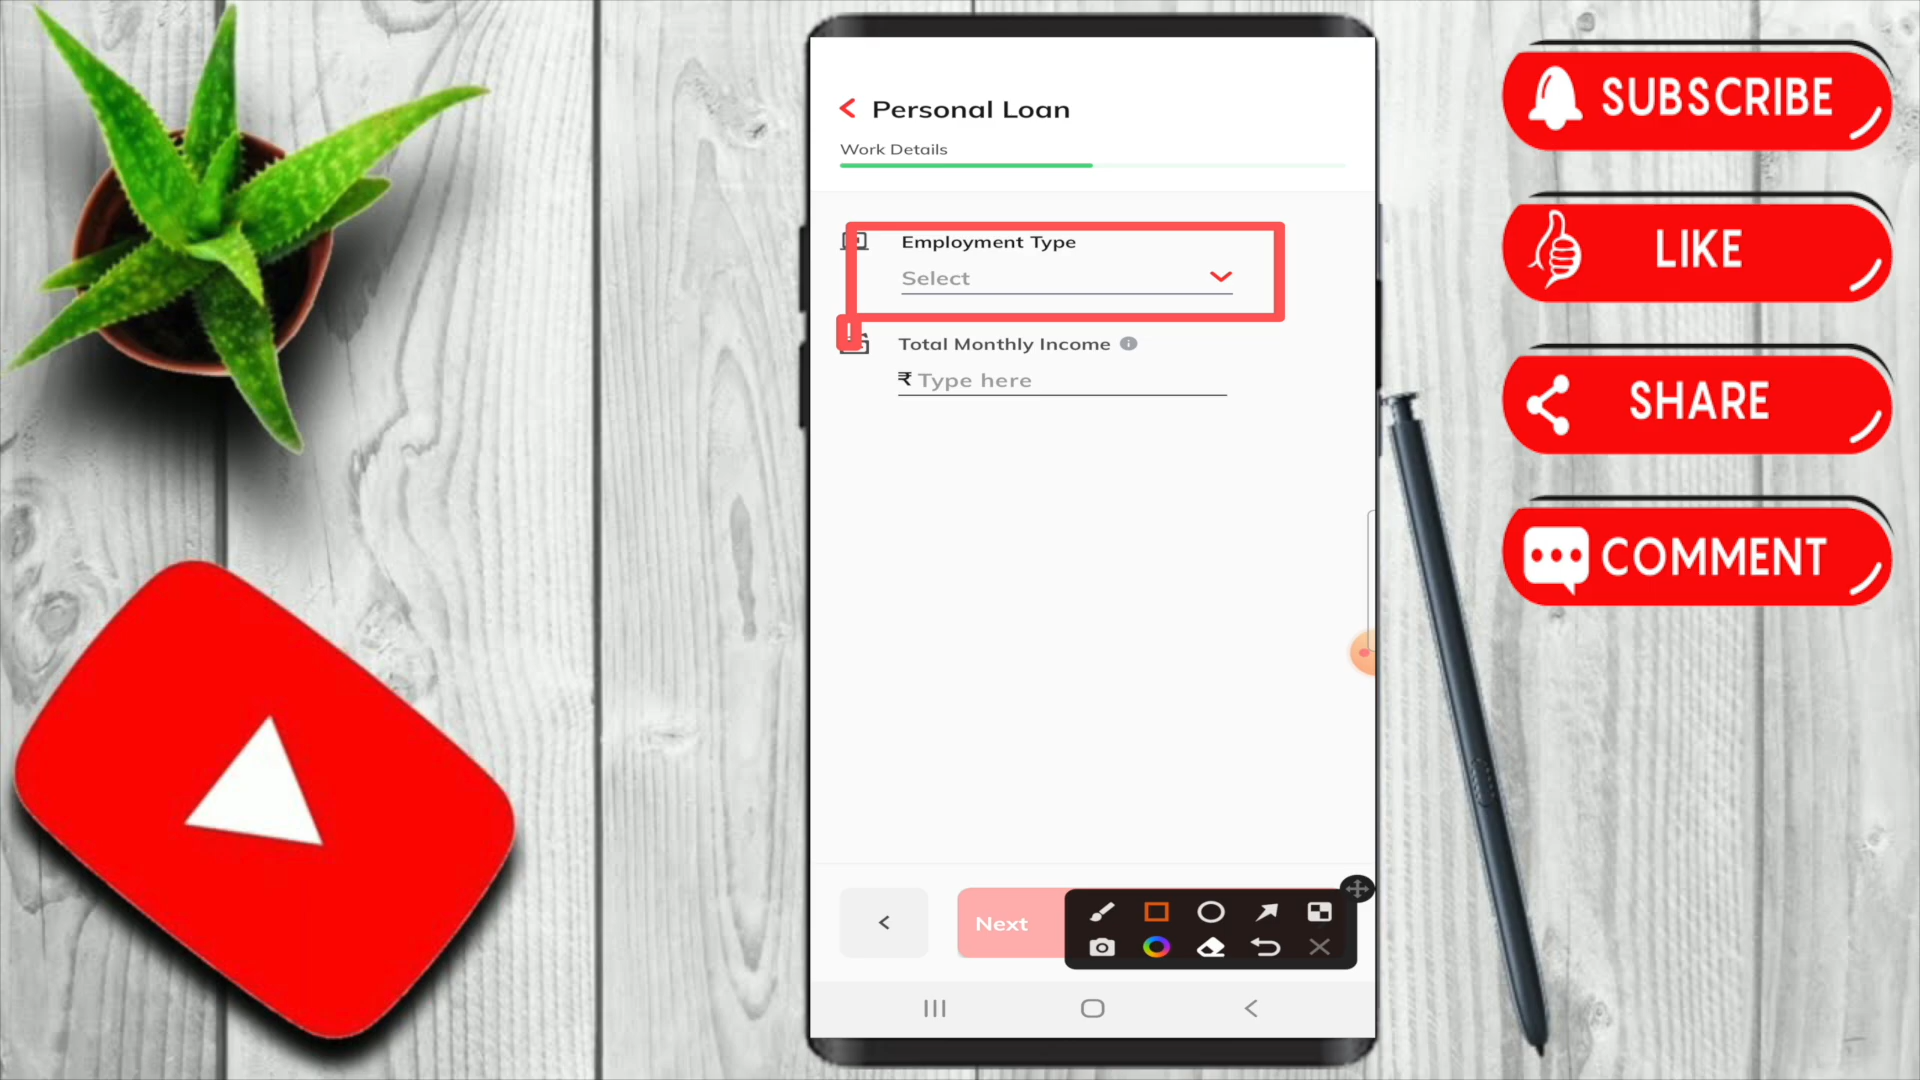 Personal Loan
Work Details
Employment Type
Select
Total Monthly Income
₹ Type here
Next
SUBSCRIBE
LIKE
SHARE
COMMENT